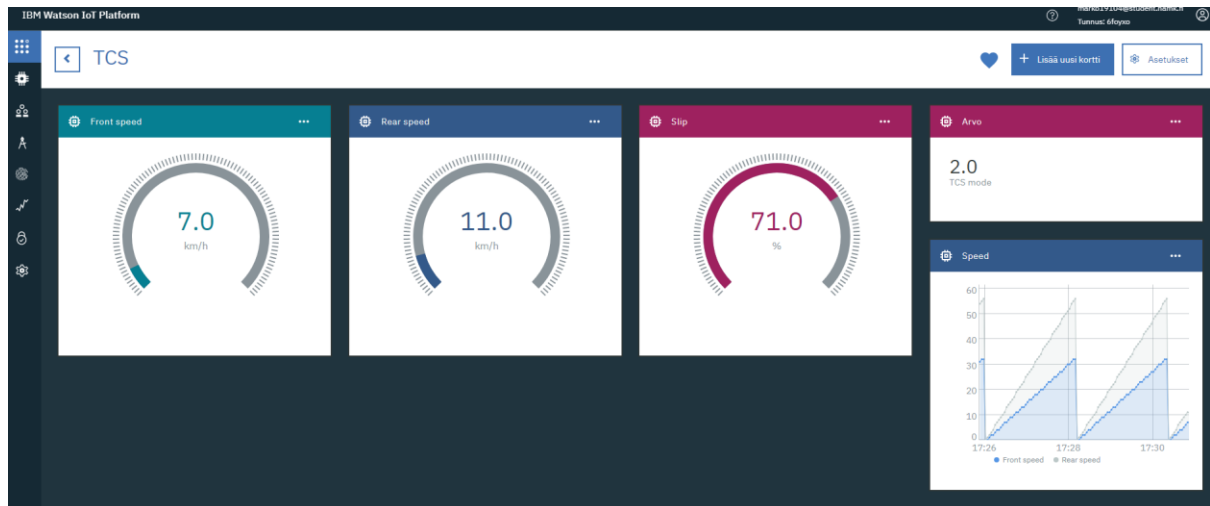 IBM Watson IoT Platform
Tunnus: 6foyxo
TCS
+ Lisää uusi kortti
Asetukset
Front speed
7.0
km/h
Rear speed
11.0
km/h
Slip
71.0
%
Arvo
2.0
TCS mode
Speed
60
50
40
30
20
10
0
17:26 17:28 17:30
Front speed Rear speed